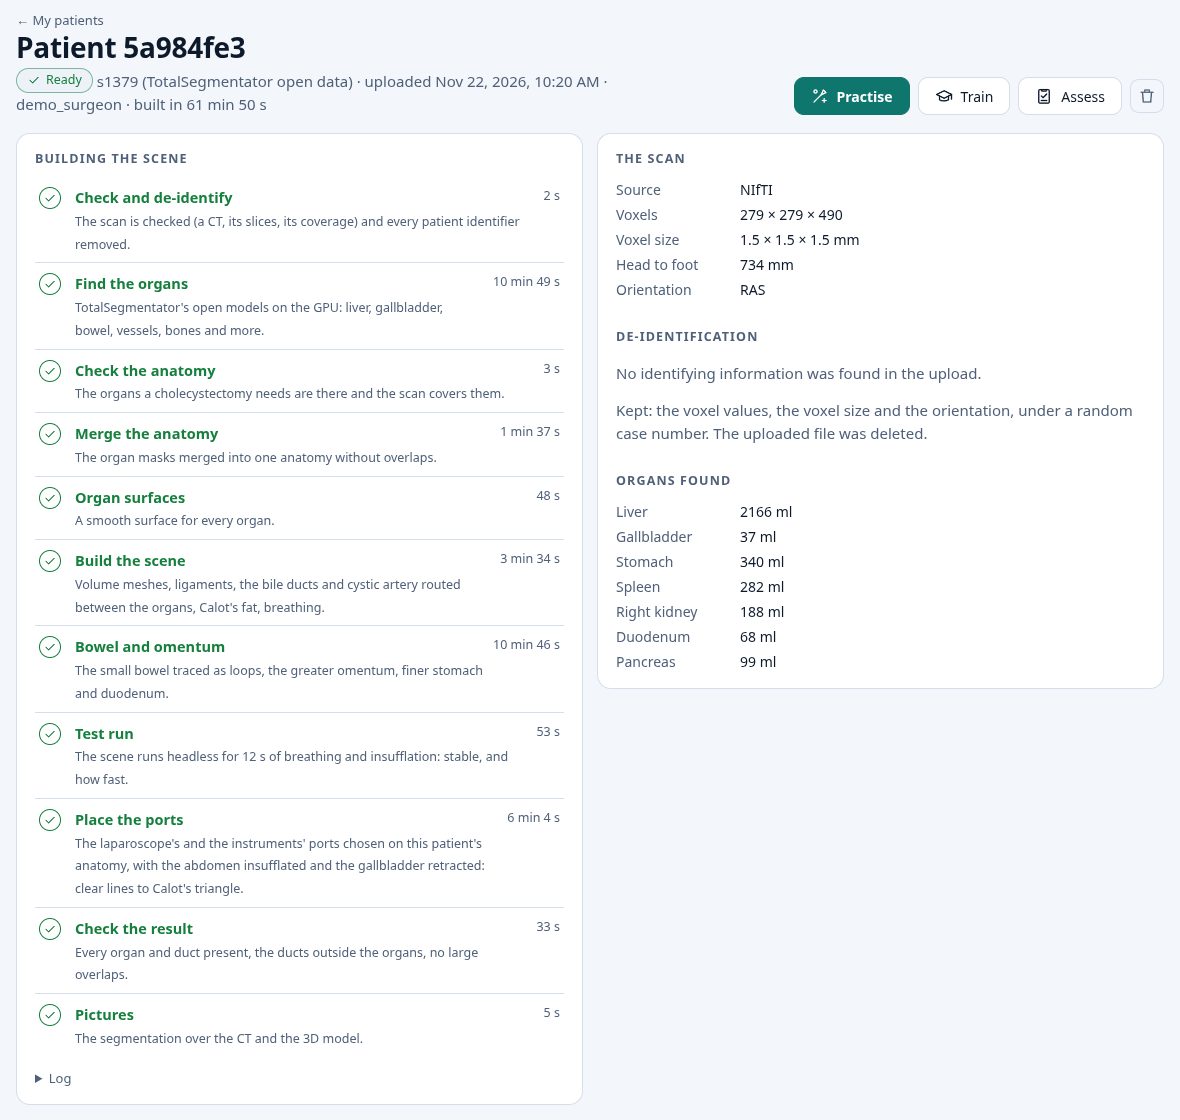 ← My patients
Patient 5a984fe3
Ready s1379 (TotalSegmentator open data) · uploaded Nov 22, 2026, 10:20 AM ·
demo_surgeon · built in 61 min 50 s
Practise
Train
Assess
BUILDING THE SCENE
Check and de-identify 2 s
The scan is checked (a CT, its slices, its coverage) and every patient identifier
removed.
Find the organs 10 min 49 s
TotalSegmentator's open models on the GPU: liver, gallbladder,
bowel, vessels, bones and more.
Check the anatomy 3 s
The organs a cholecystectomy needs are there and the scan covers them.
Merge the anatomy 1 min 37 s
The organ masks merged into one anatomy without overlaps.
Organ surfaces 48 s
A smooth surface for every organ.
Build the scene 3 min 34 s
Volume meshes, ligaments, the bile ducts and cystic artery routed
between the organs, Calot's fat, breathing.
Bowel and omentum 10 min 46 s
The small bowel traced as loops, the greater omentum, finer stomach
and duodenum.
Test run 53 s
The scene runs headless for 12 s of breathing and insufflation: stable, and
how fast.
Place the ports 6 min 4 s
The laparoscope's and the instruments' ports chosen on this patient's
anatomy, with the abdomen insufflated and the gallbladder retracted:
clear lines to Calot's triangle.
Check the result 33 s
Every organ and duct present, the ducts outside the organs, no large
overlaps.
Pictures 5 s
The segmentation over the CT and the 3D model.
Log
THE SCAN
Source NIfTI
Voxels 279 × 279 × 490
Voxel size 1.5 × 1.5 × 1.5 mm
Head to foot 734 mm
Orientation RAS
DE-IDENTIFICATION
No identifying information was found in the upload.
Kept: the voxel values, the voxel size and the orientation, under a random
case number. The uploaded file was deleted.
ORGANS FOUND
Liver 2166 ml
Gallbladder 37 ml
Stomach 340 ml
Spleen 282 ml
Right kidney 188 ml
Duodenum 68 ml
Pancreas 99 ml